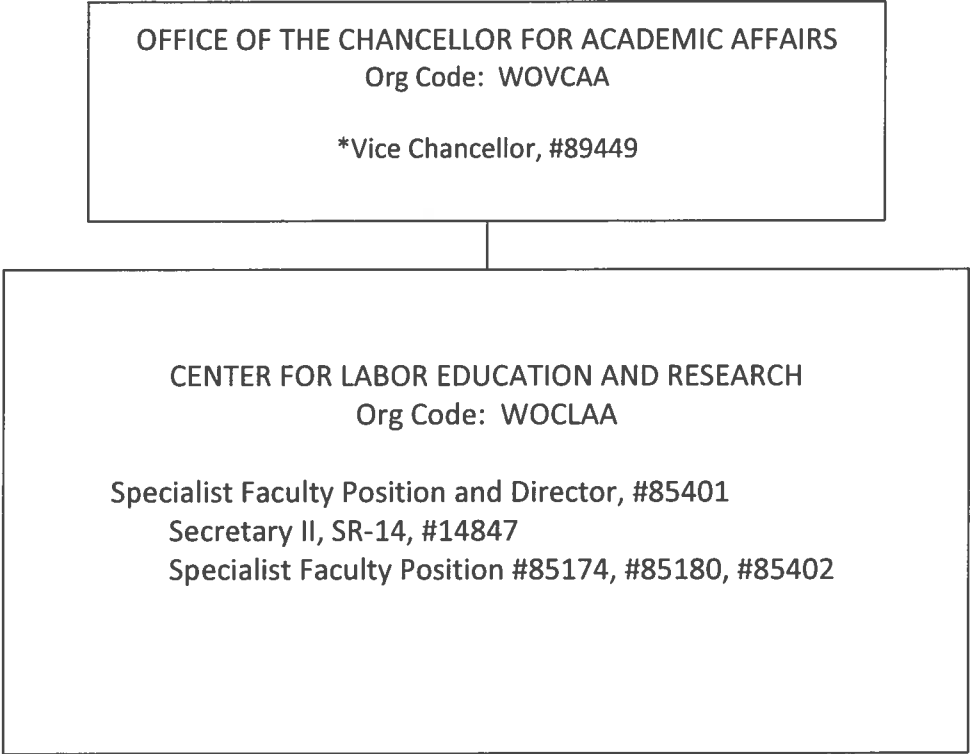 OFFICE OF THE CHANCELLOR FOR ACADEMIC AFFAIRS
Org Code: WOVCAA
*Vice Chancellor, #89449
CENTER FOR LABOR EDUCATION AND RESEARCH
Org Code: WOCLAA
Specialist Faculty Position and Director, #85401
Secretary II, SR-14, #14847
Specialist Faculty Position #85174, #85180, #85402